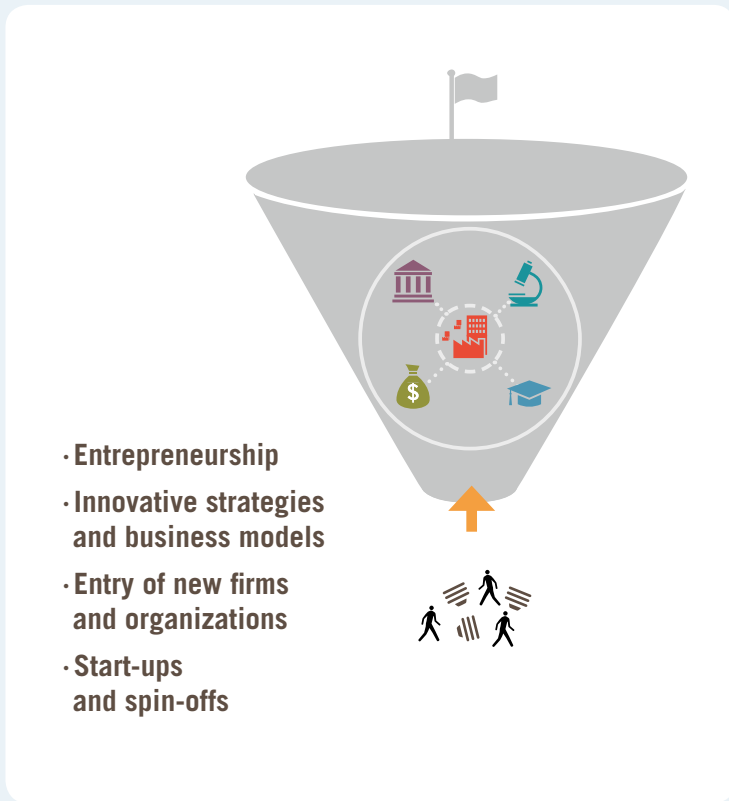 · Entrepreneurship
· Innovative strategies
and business models
· Entry of new firms
and organizations
· Start-ups
and spin-offs
$